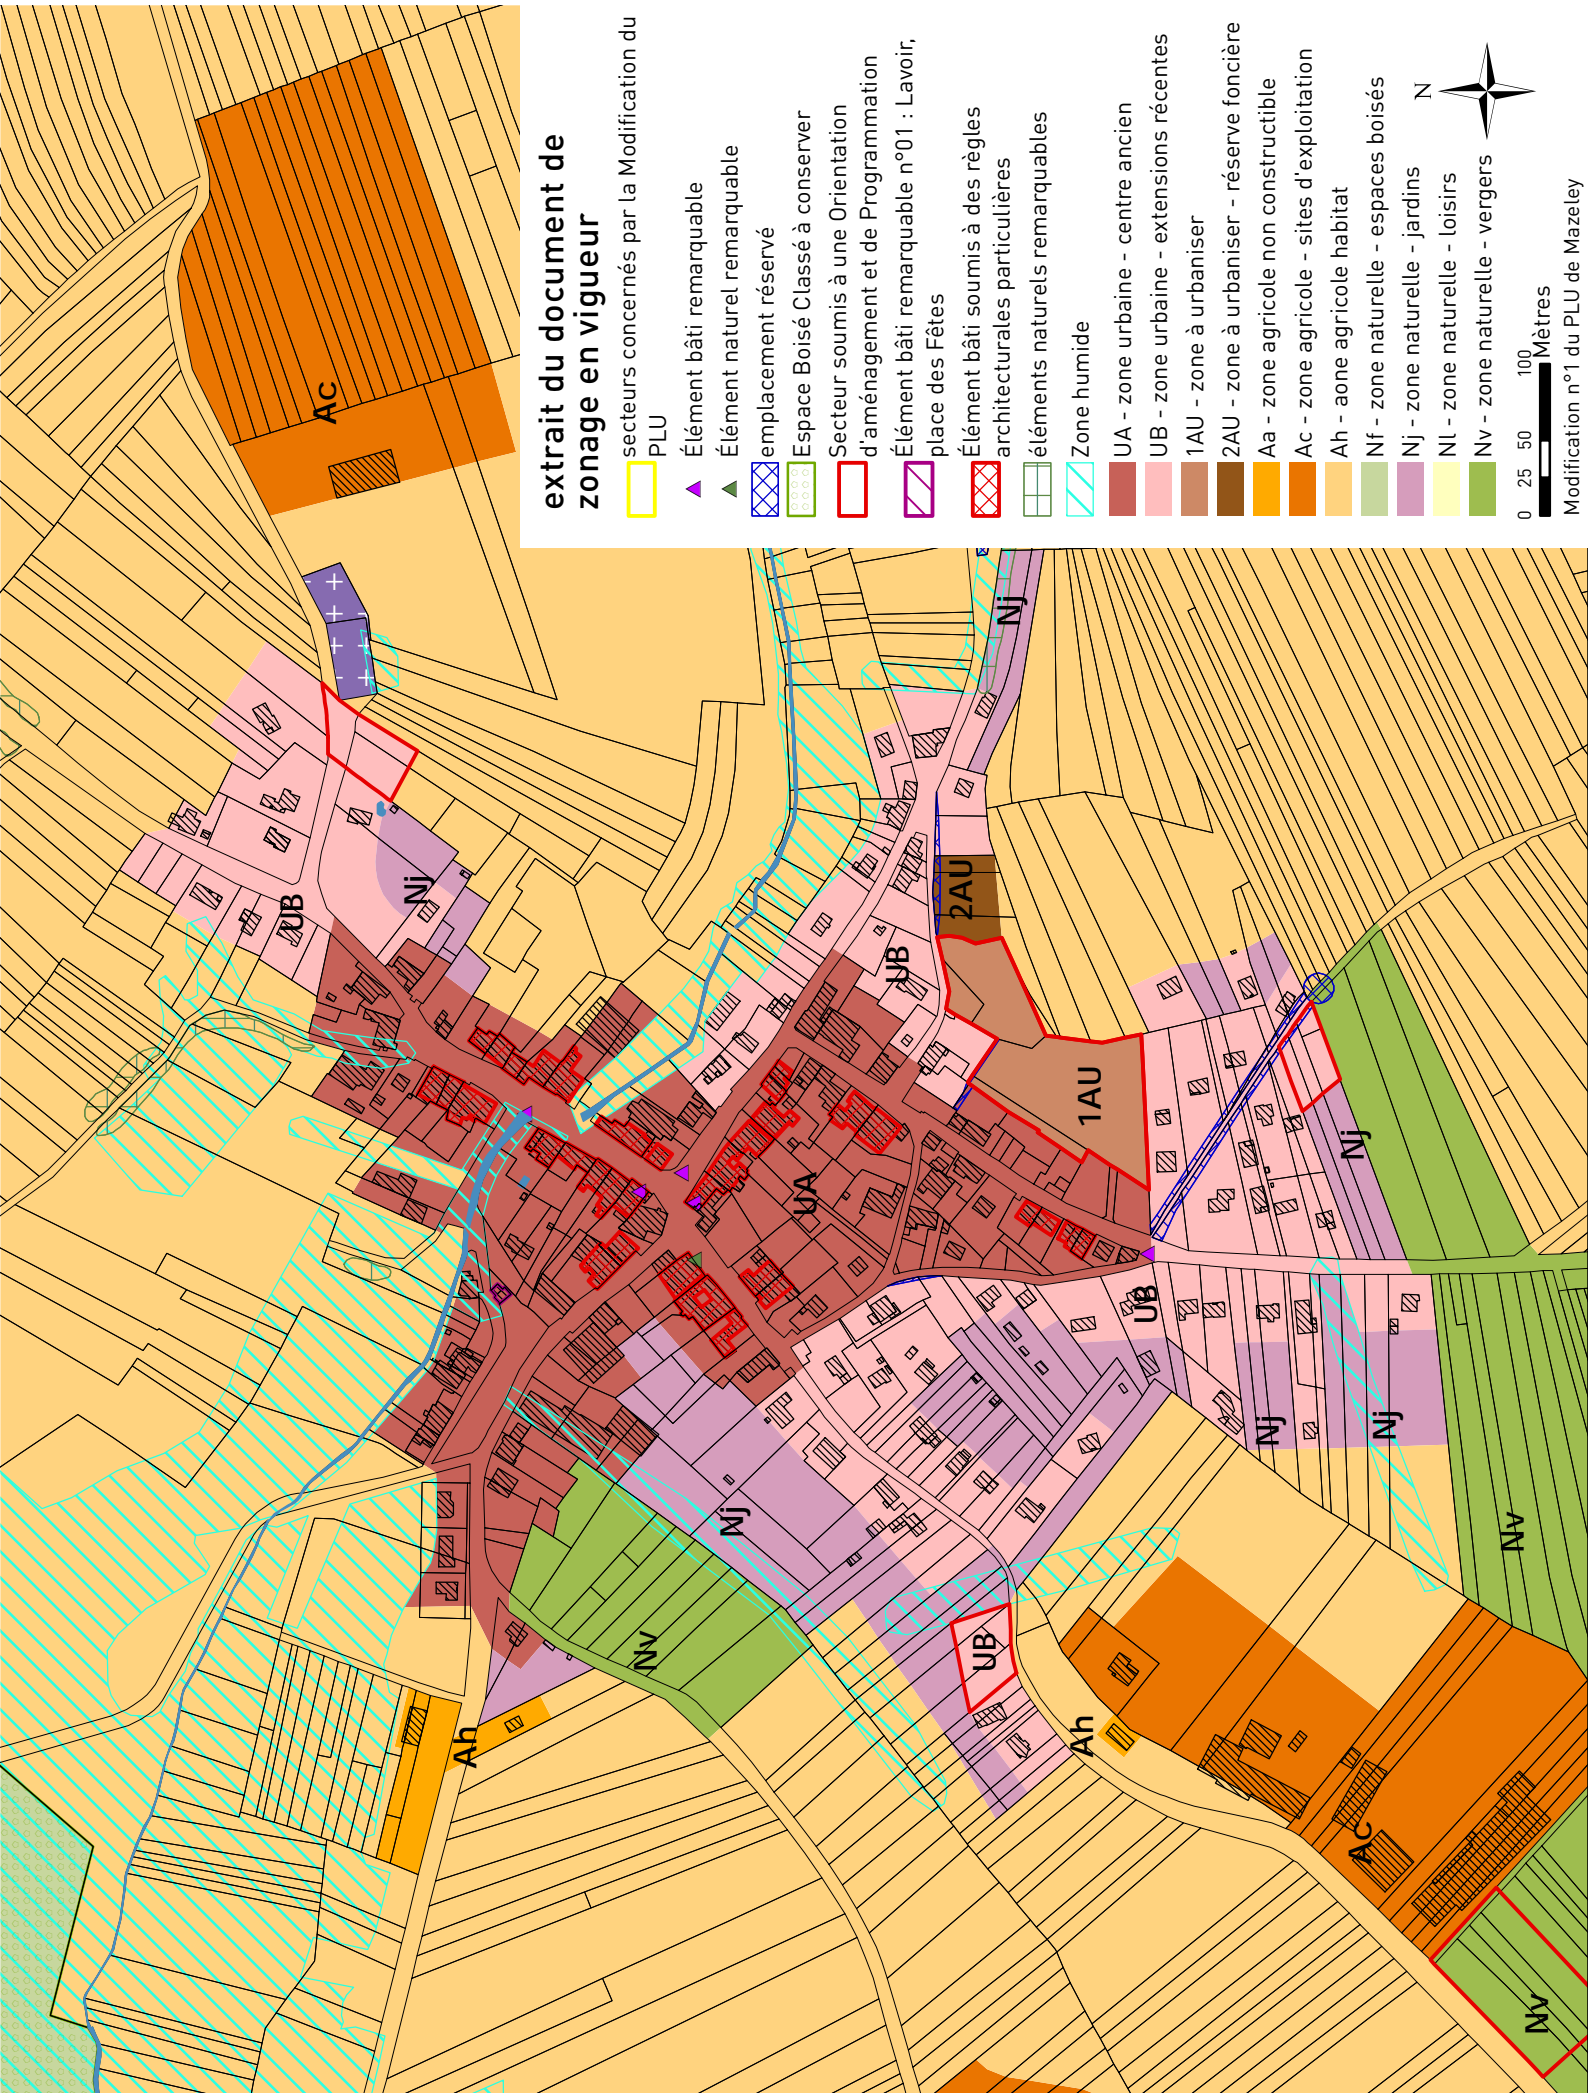 extrait du document de
zonage en vigueur
secteurs concernés par la Modification du
PLU
Élément bâti remarquable
Élément naturel remarquable
emplacement réservé
Espace Boisé Classé à conserver
Secteur soumis à une Orientation
d'aménagement et de Programmation
Élément bâti remarquable n°01 : Lavoir,
place des Fêtes
Élément bâti soumis à des règles
architecturales particulières
éléments naturels remarquables
Zone humide
UA - zone urbaine - centre ancien
UB - zone urbaine - extensions récentes
1AU - zone à urbaniser
2AU - zone à urbaniser - réserve foncière
Aa - zone agricole non constructible
Ac - zone agricole - sites d'exploitation
Ah - aone agricole habitat
Nf - zone naturelle - espaces boisés
Nj - zone naturelle - jardins
Nl - zone naturelle - loisirs
Nv - zone naturelle - vergers
N
0 25 50 100
Mètres
Modification n°1 du PLU de Mazeley
Ac
UB
Nj
Nj
2AU
UB
1AU
UA
Nj
UB
Nj
Nj
Nj
Nv
Nv
UB
Ah
Ah
Ac
Nv